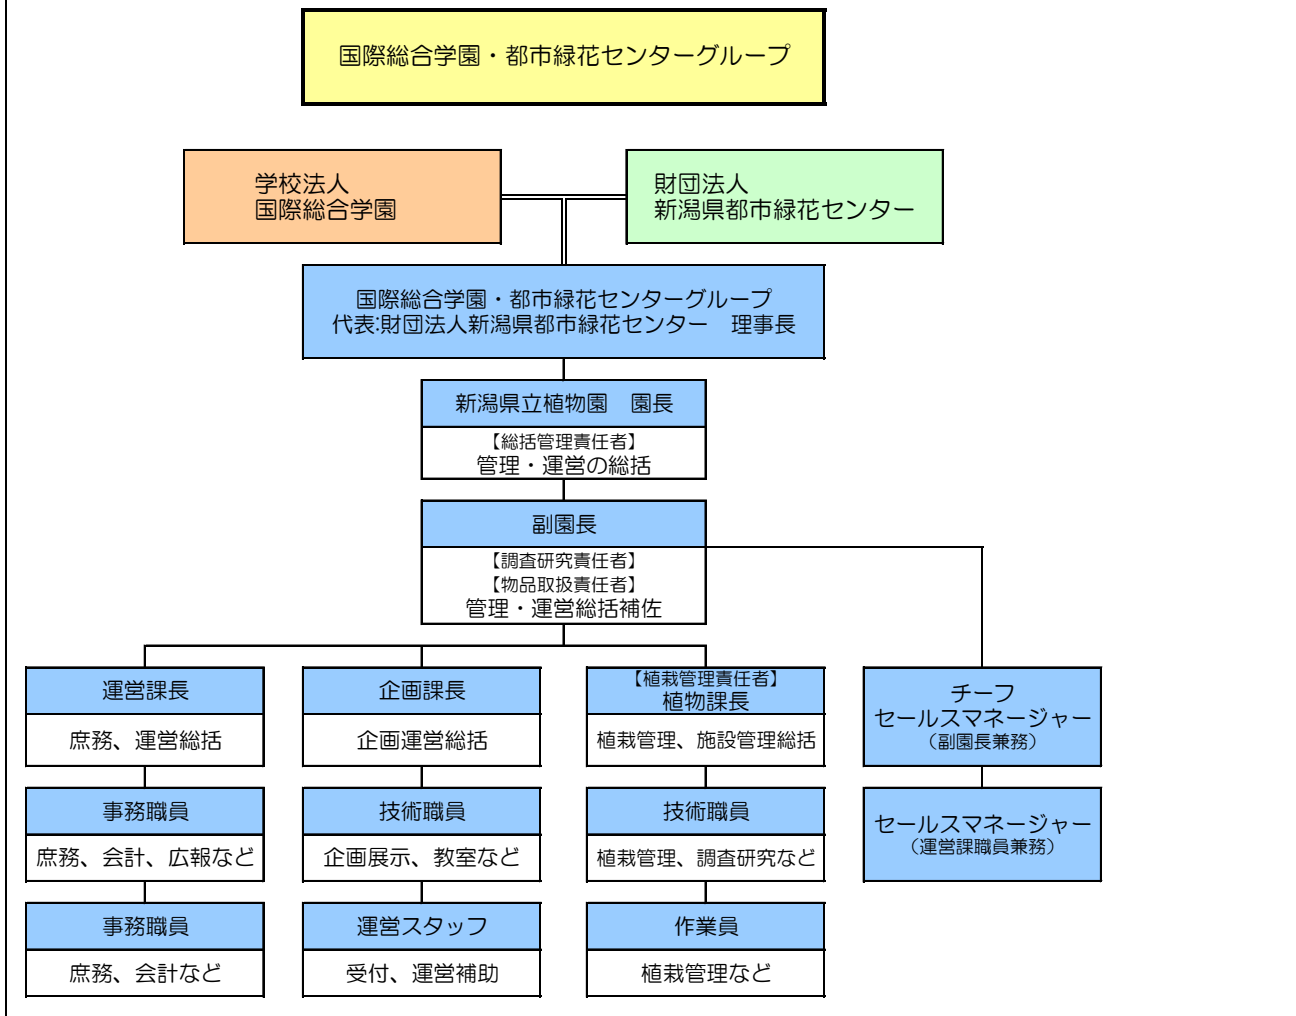 国際総合学園・都市緑花センターグループ
学校法人
国際総合学園
財団法人
新潟県都市緑花センター
国際総合学園・都市緑花センターグループ
代表:財団法人新潟県都市緑花センター　理事長
新潟県立植物園　園長
【総括管理責任者】
管理・運営の総括
副園長
【調査研究責任者】
【物品取扱責任者】
管理・運営総括補佐
運営課長
庶務、運営総括
企画課長
企画運営総括
【植栽管理責任者】
植物課長
植栽管理、施設管理総括
チーフ
セールスマネージャー
（副園長兼務）
事務職員
庶務、会計、広報など
技術職員
企画展示、教室など
技術職員
植栽管理、調査研究など
セールスマネージャー
（運営課職員兼務）
事務職員
庶務、会計など
運営スタッフ
受付、運営補助
作業員
植栽管理など